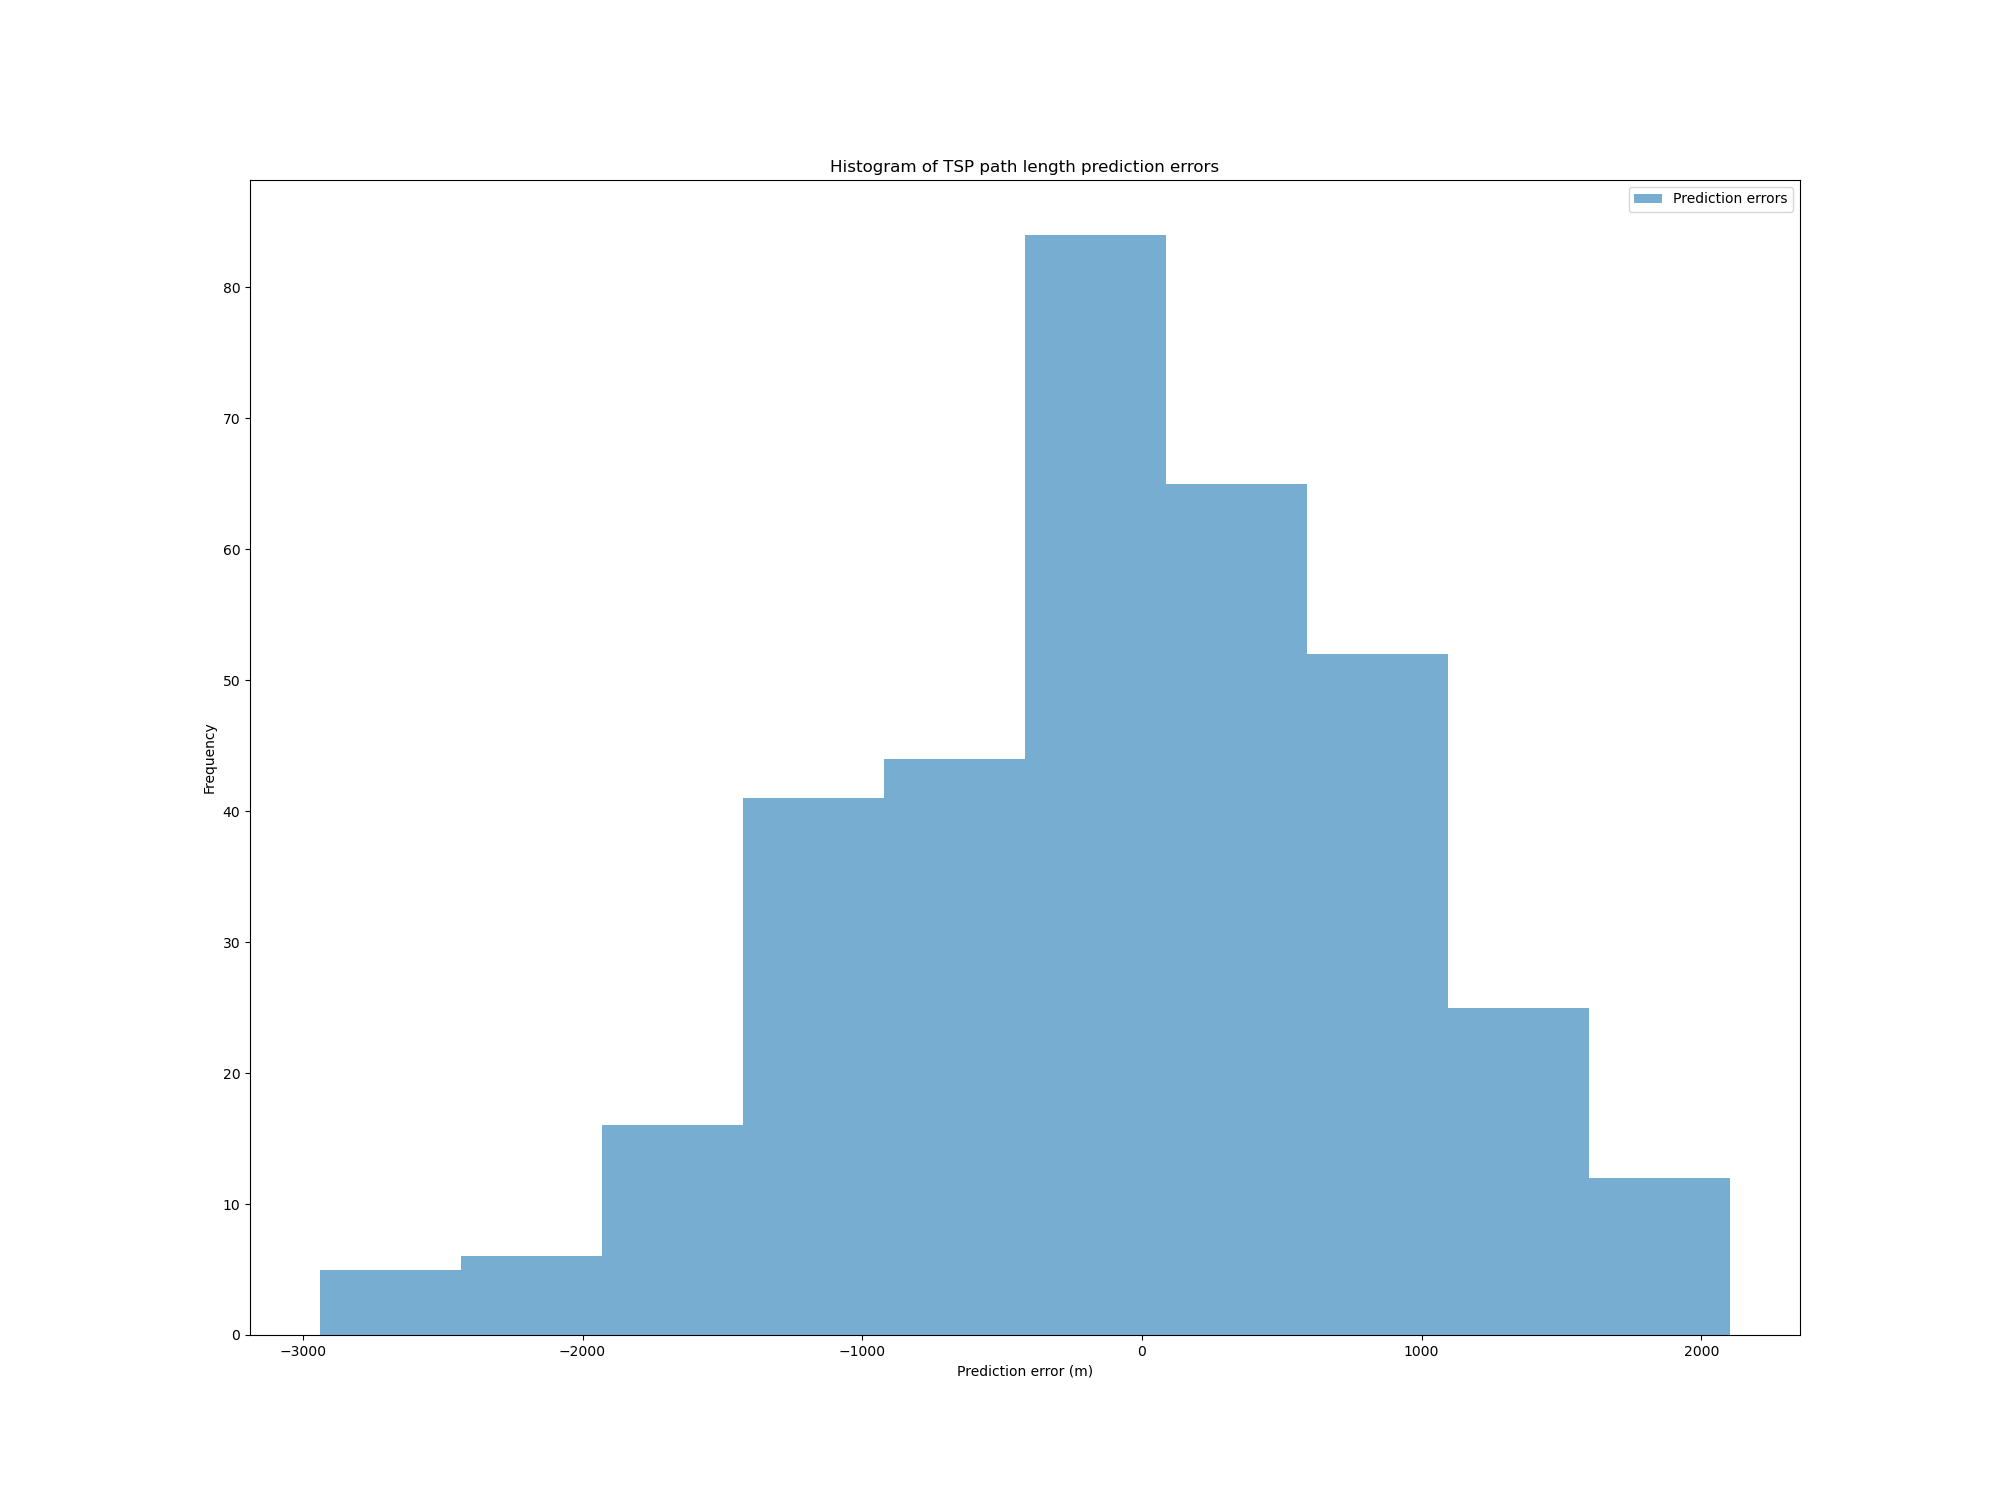 Histogram of TSP path length prediction errors
Prediction errors
80
70
60
50
40
30
20
10
0
Frequency
−3000 −2000 −1000 0 1000 2000
Prediction error (m)